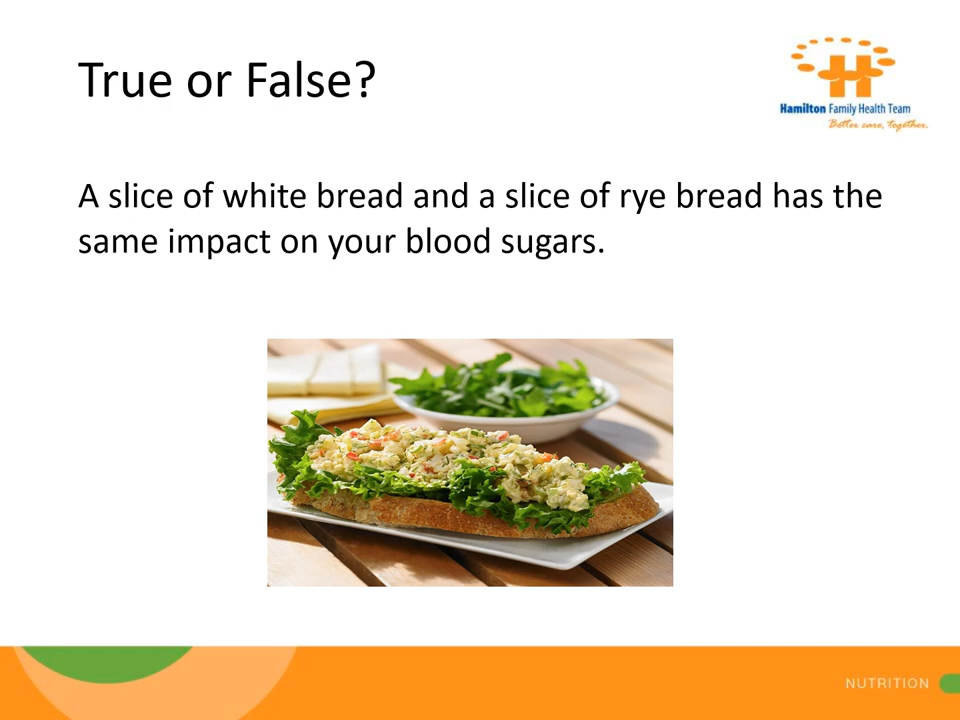 True or False?
Hamilton Family Health Team
Better care, together.
A slice of white bread and a slice of rye bread has the
same impact on your blood sugars.
NUTRITION